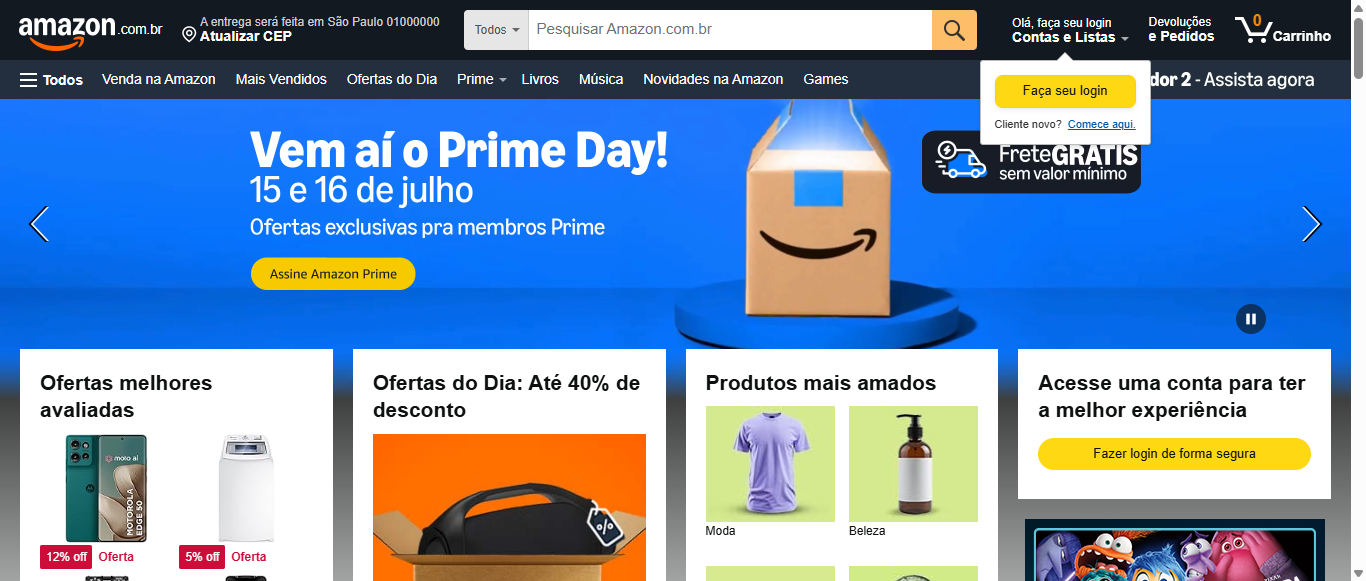 amazon.com.br
A entrega será feita em São Paulo 01000000
Atualizar CEP
Todos
Pesquisar Amazon.com.br
Olá, faça seu login
Contas e Listas
Devoluções
e Pedidos
0
Carrinho
Todos
Venda na Amazon
Mais Vendidos
Ofertas do Dia
Prime
Livros
Música
Novidades na Amazon
Games
dor 2 - Assista agora
Faça seu login
Cliente novo? Comece aqui.
Vem aí o Prime Day!
15 e 16 de julho
Ofertas exclusivas pra membros Prime
Assine Amazon Prime
Frete GRÁTIS
sem valor mínimo
Ofertas melhores
avaliadas
moto ai
MOTOROLA
EDGE 50
12% off Oferta
5% off Oferta
Ofertas do Dia: Até 40% de
desconto
%
Produtos mais amados
Moda
Beleza
Acesse uma conta para ter
a melhor experiência
Fazer login de forma segura